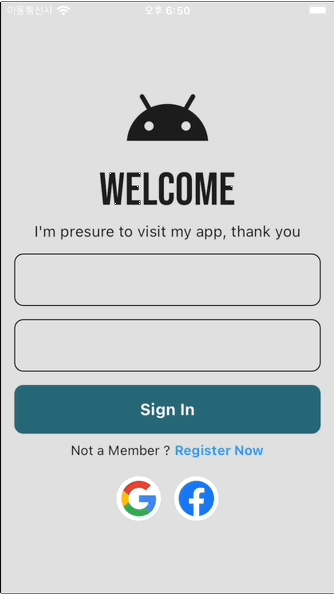 이동통신사 오후 6:50
WELCOME
I'm presure to visit my app, thank you
Sign In
Not a Member ? Register Now